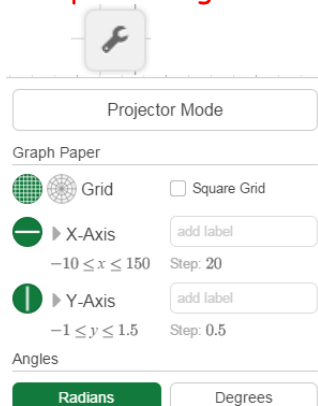 Projector Mode
Graph Paper
Grid Square Grid
X-Axis add label
−10 ≤ x ≤ 150 Step: 20
Y-Axis add label
−1 ≤ y ≤ 1.5 Step: 0.5
Angles
Radians Degrees